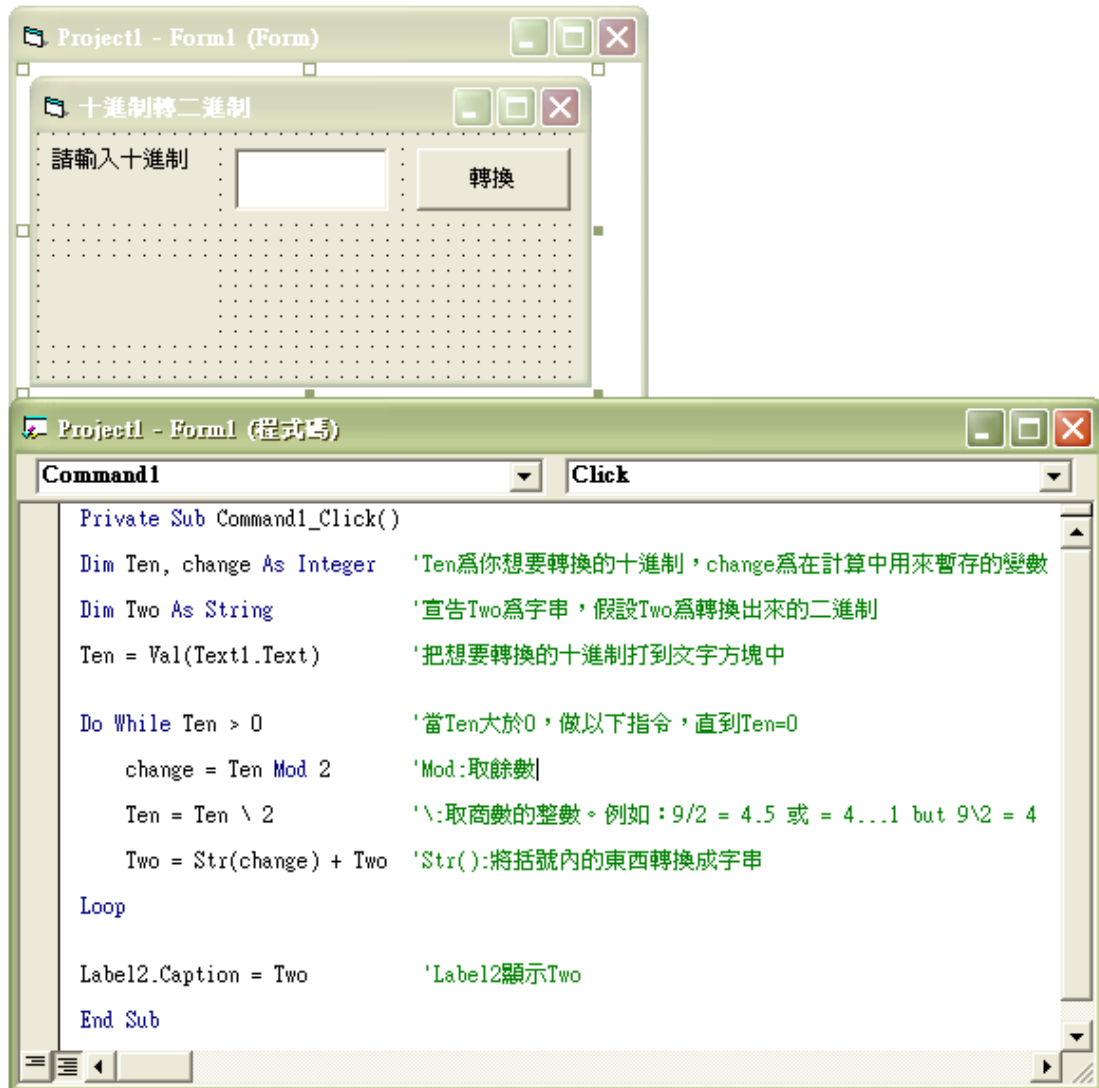 Project1 - Form1 (Form)
十進制轉二進制
請輸入十進制
轉換
Project1 - Form1 (程式碼)
Command1 Click
Private Sub Command1_Click()
Dim Ten, change As Integer 'Ten為你想要轉換的十進制，change為在計算中用來暫存的變數
Dim Two As String '宣告Two為字串，假設Two為轉換出來的二進制
Ten = Val(Text1.Text) '把想要轉換的十進制打到文字方塊中
Do While Ten > 0 '當Ten大於0，做以下指令，直到Ten=0
change = Ten Mod 2 'Mod:取餘數
Ten = Ten \ 2 '\:取商數的整數。例如：9/2 = 4.5 或 = 4...1 but 9\2 = 4
Two = Str(change) + Two 'Str():將括號內的東西轉換成字串
Loop
Label2.Caption = Two 'Label2顯示Two
End Sub